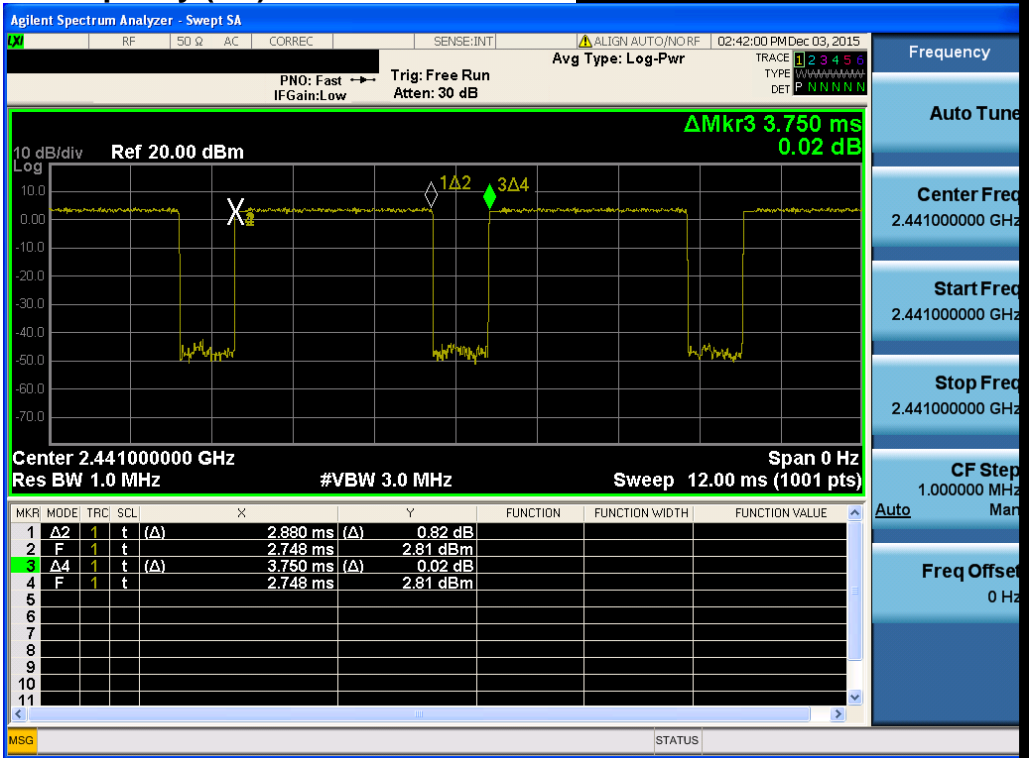 Agilent Spectrum Analyzer - Swept SA
LXI RF 50 Ω AC CORREC SENSE:INT ALIGN AUTO/NO RF 02:42:00 PM Dec 03, 2015
Avg Type: Log-Pwr TRACE 1 2 3 4 5 6
PNO: Fast Trig: Free Run TYPE WWWWWW
IFGain:Low Atten: 30 dB DET P N N N N N
ΔMkr3 3.750 ms
10 dB/div Ref 20.00 dBm 0.02 dB
Log
10.0
0.00
-10.0
-20.0
-30.0
-40.0
-50.0
-60.0
-70.0
1Δ2 3Δ4
X
Center 2.441000000 GHz Span 0 Hz
Res BW 1.0 MHz #VBW 3.0 MHz Sweep 12.00 ms (1001 pts)
MKR MODE TRC SCL X Y FUNCTION FUNCTION WIDTH FUNCTION VALUE
1 Δ2 1 t (Δ) 2.880 ms (Δ) 0.82 dB
2 F 1 t 2.748 ms 2.81 dBm
3 Δ4 1 t (Δ) 3.750 ms (Δ) 0.02 dB
4 F 1 t 2.748 ms 2.81 dBm
5
6
7
8
9
10
11
MSG STATUS
Frequency
Auto Tune
Center Freq
2.441000000 GHz
Start Freq
2.441000000 GHz
Stop Freq
2.441000000 GHz
CF Step
1.000000 MHz
Auto Man
Freq Offset
0 Hz